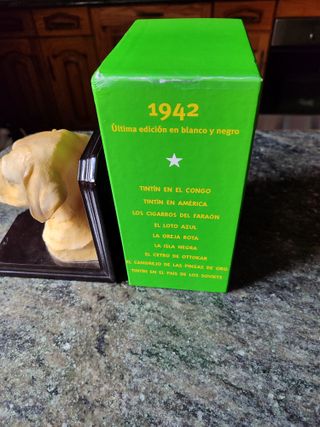 1942
Última edición en blanco y negro
TINTÍN EN EL CONGO
TINTÍN EN AMÉRICA
LOS CIGARROS DEL FARAÓN
EL LOTO AZUL
LA OREJA ROTA
LA ISLA NEGRA
EL CETRO DE OTTOKAR
EL CANGREJO DE LAS PINZAS DE ORO
TINTÍN EN EL PAÍS DE LOS SOVIETS